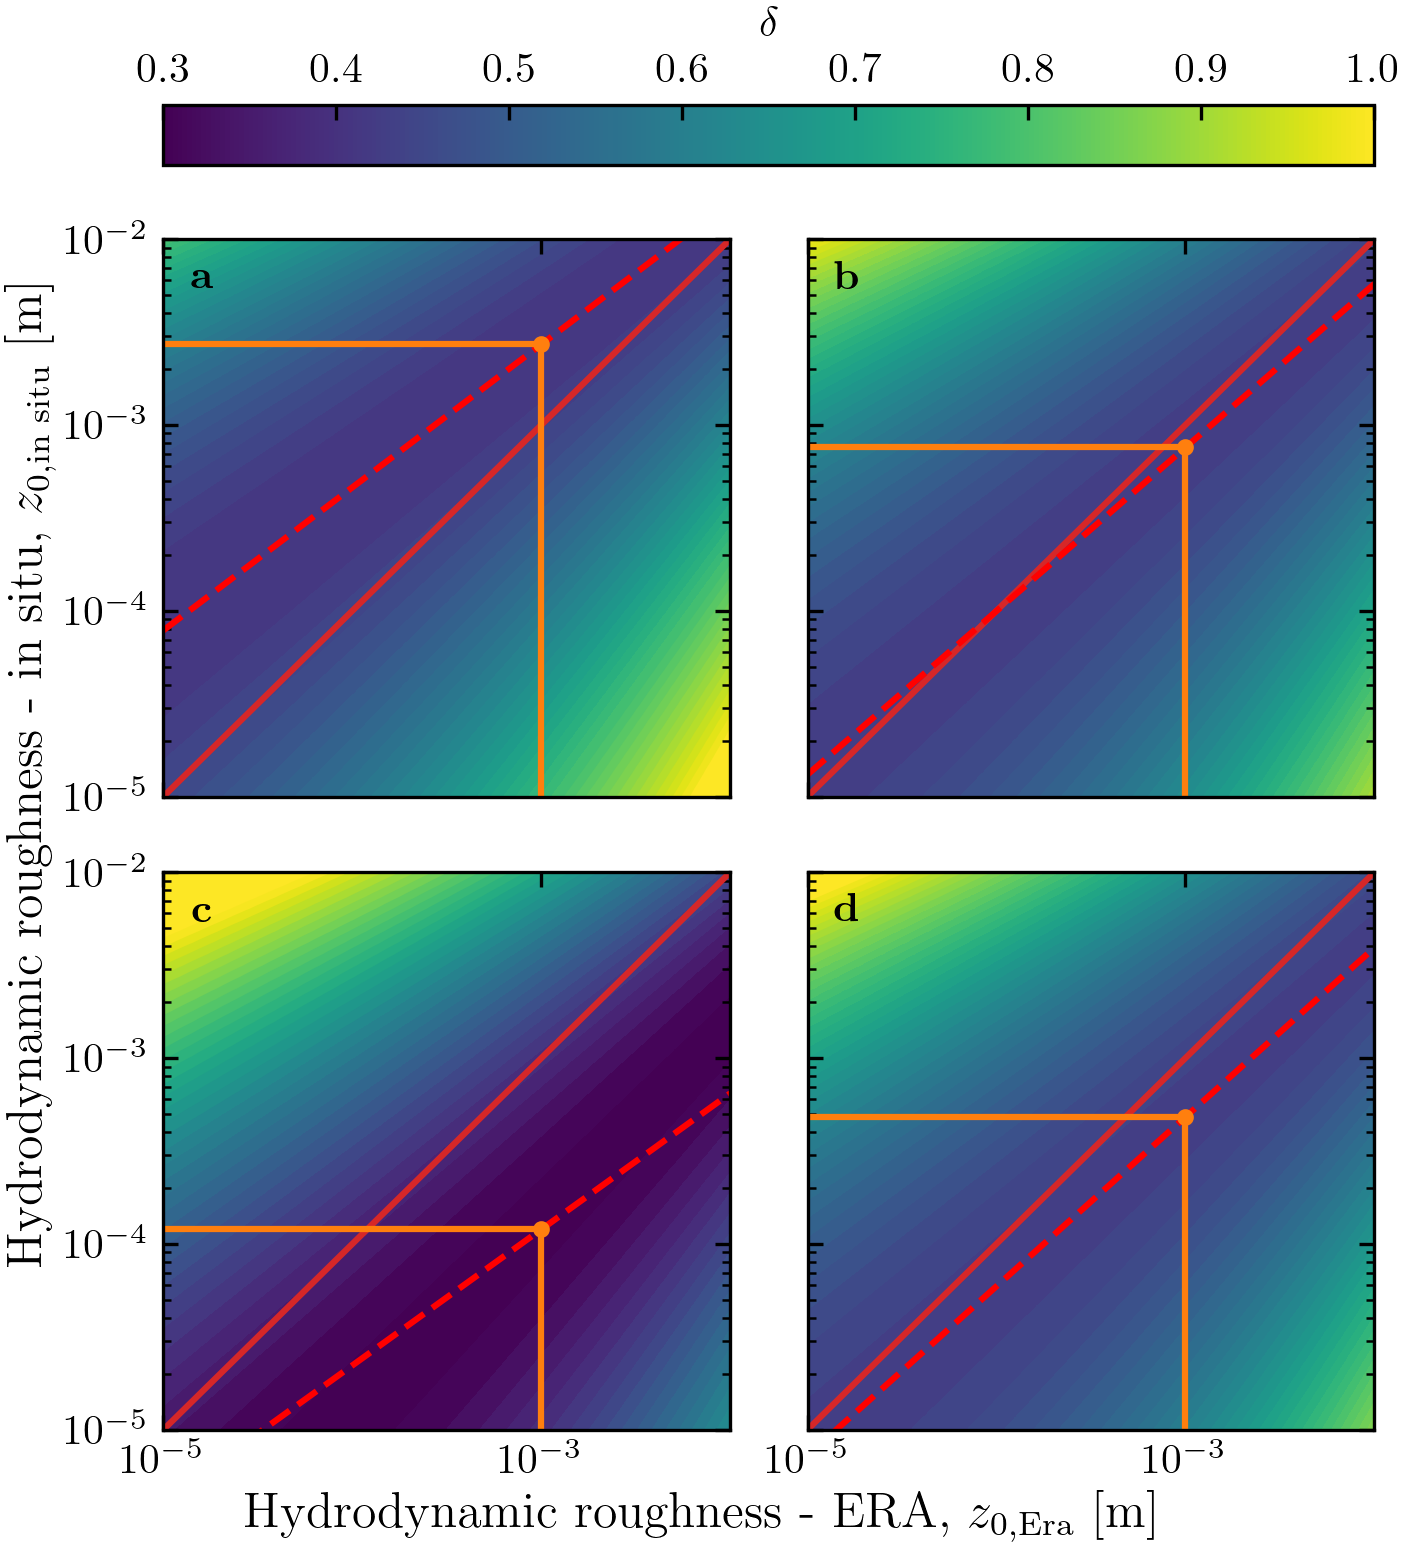 δ
0.3 0.4 0.5 0.6 0.7 0.8 0.9 1.0
Hydrodynamic roughness - in situ, z₀,in situ [m]
10⁻²
10⁻³
10⁻⁴
10⁻⁵
a
b
10⁻²
10⁻³
10⁻⁴
10⁻⁵
c
d
10⁻⁵ 10⁻³ 10⁻⁵ 10⁻³
Hydrodynamic roughness - ERA, z₀,Era [m]